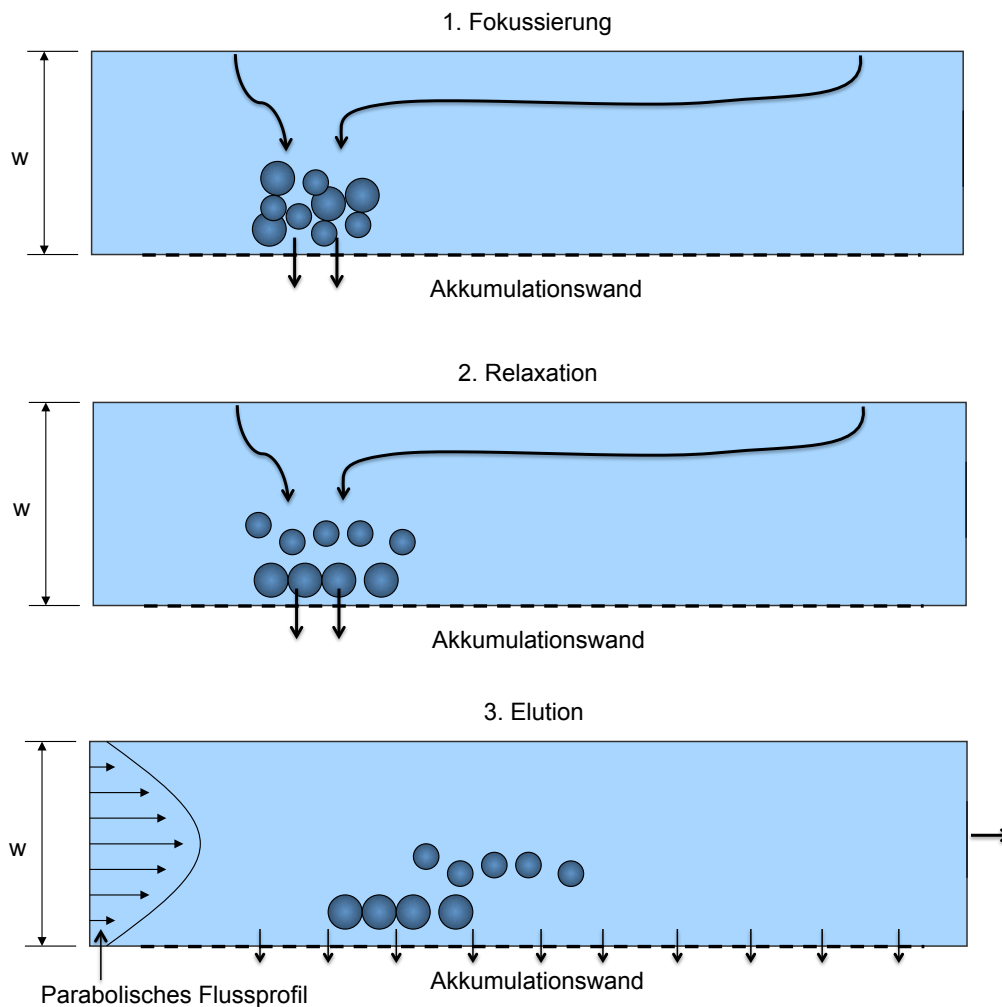 1. Fokussierung
w
Akkumulationswand
2. Relaxation
w
Akkumulationswand
3. Elution
w
Akkumulationswand
Parabolisches Flussprofil